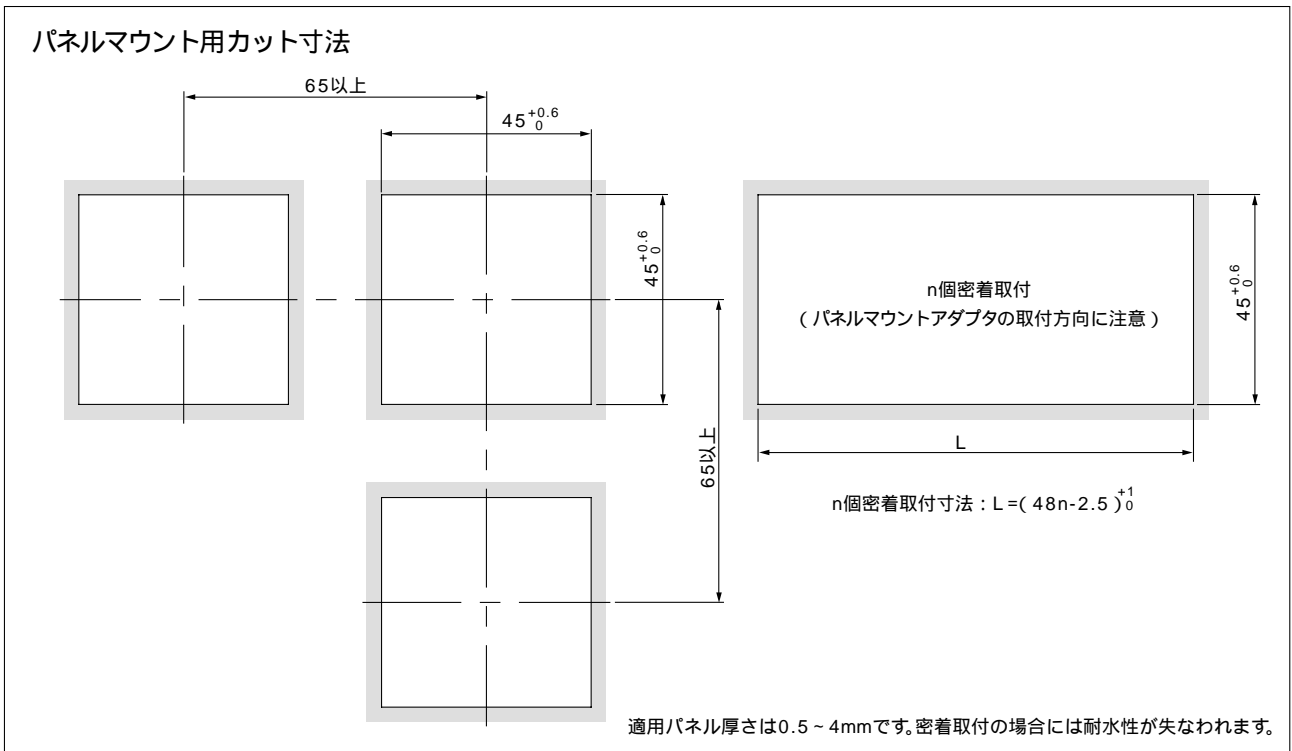 パネルマウント用カット寸法
65以上
45 +0.6 0
45 +0.6 0
65以上
n個密着取付
( パネルマウントアダプタの取付方向に注意 )
45 +0.6 0
L
n個密着取付寸法 : L =( 48n-2.5 ) +1 0
適用パネル厚さは0.5 ~ 4mmです。密着取付の場合には耐水性が失なわれます。